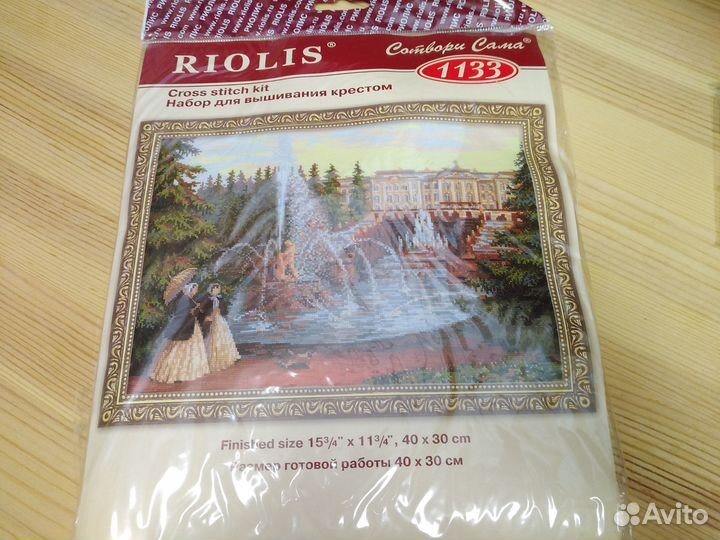 RIOLIS®
Сотвори Сама®
1133
Cross stitch kit
Набор для вышивания крестом
Finished size 15¾" x 11¾", 40 x 30 cm
Размер готовой работы 40 x 30 см
Avito